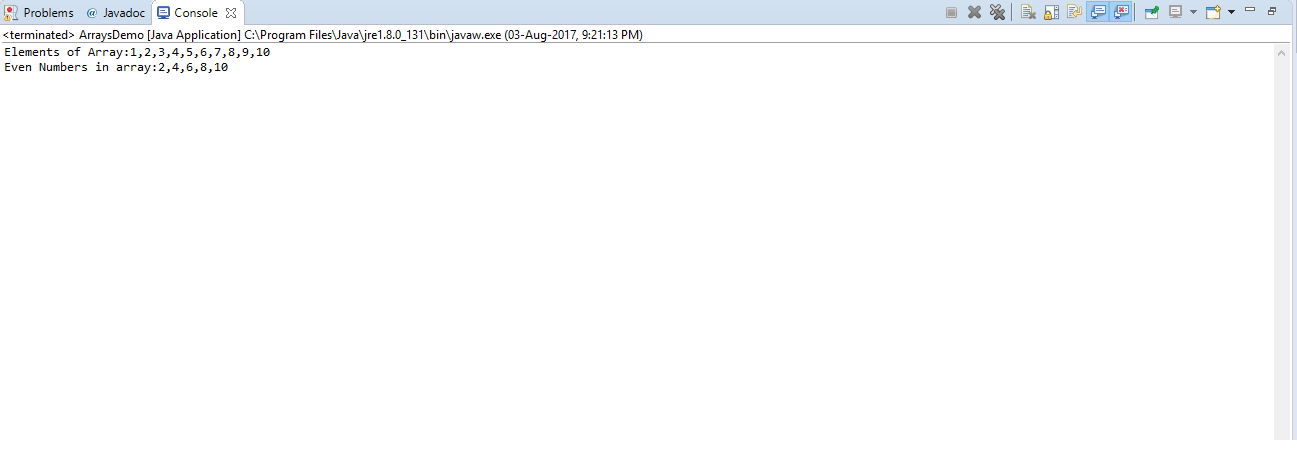 Problems @ Javadoc Console
<terminated> ArraysDemo [Java Application] C:\Program Files\Java\jre1.8.0_131\bin\javaw.exe (03-Aug-2017, 9:21:13 PM)
Elements of Array:1,2,3,4,5,6,7,8,9,10
Even Numbers in array:2,4,6,8,10